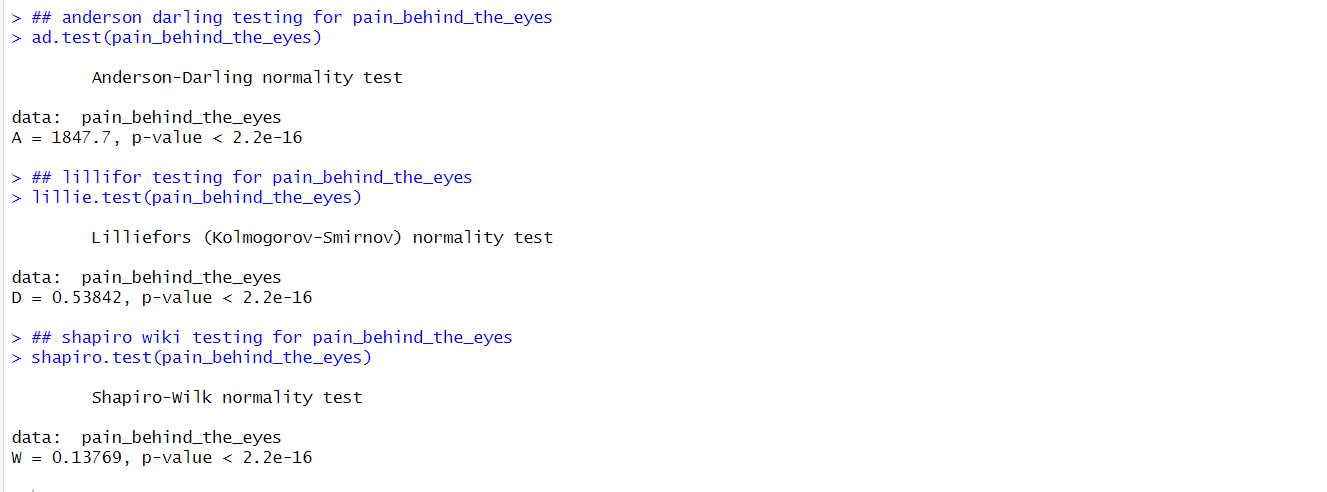 > ## anderson darling testing for pain_behind_the_eyes
> ad.test(pain_behind_the_eyes)
Anderson-Darling normality test
data:  pain_behind_the_eyes
A = 1847.7, p-value < 2.2e-16
> ## lillifor testing for pain_behind_the_eyes
> lillie.test(pain_behind_the_eyes)
Lilliefors (Kolmogorov-Smirnov) normality test
data:  pain_behind_the_eyes
D = 0.53842, p-value < 2.2e-16
> ## shapiro wiki testing for pain_behind_the_eyes
> shapiro.test(pain_behind_the_eyes)
Shapiro-Wilk normality test
data:  pain_behind_the_eyes
W = 0.13769, p-value < 2.2e-16